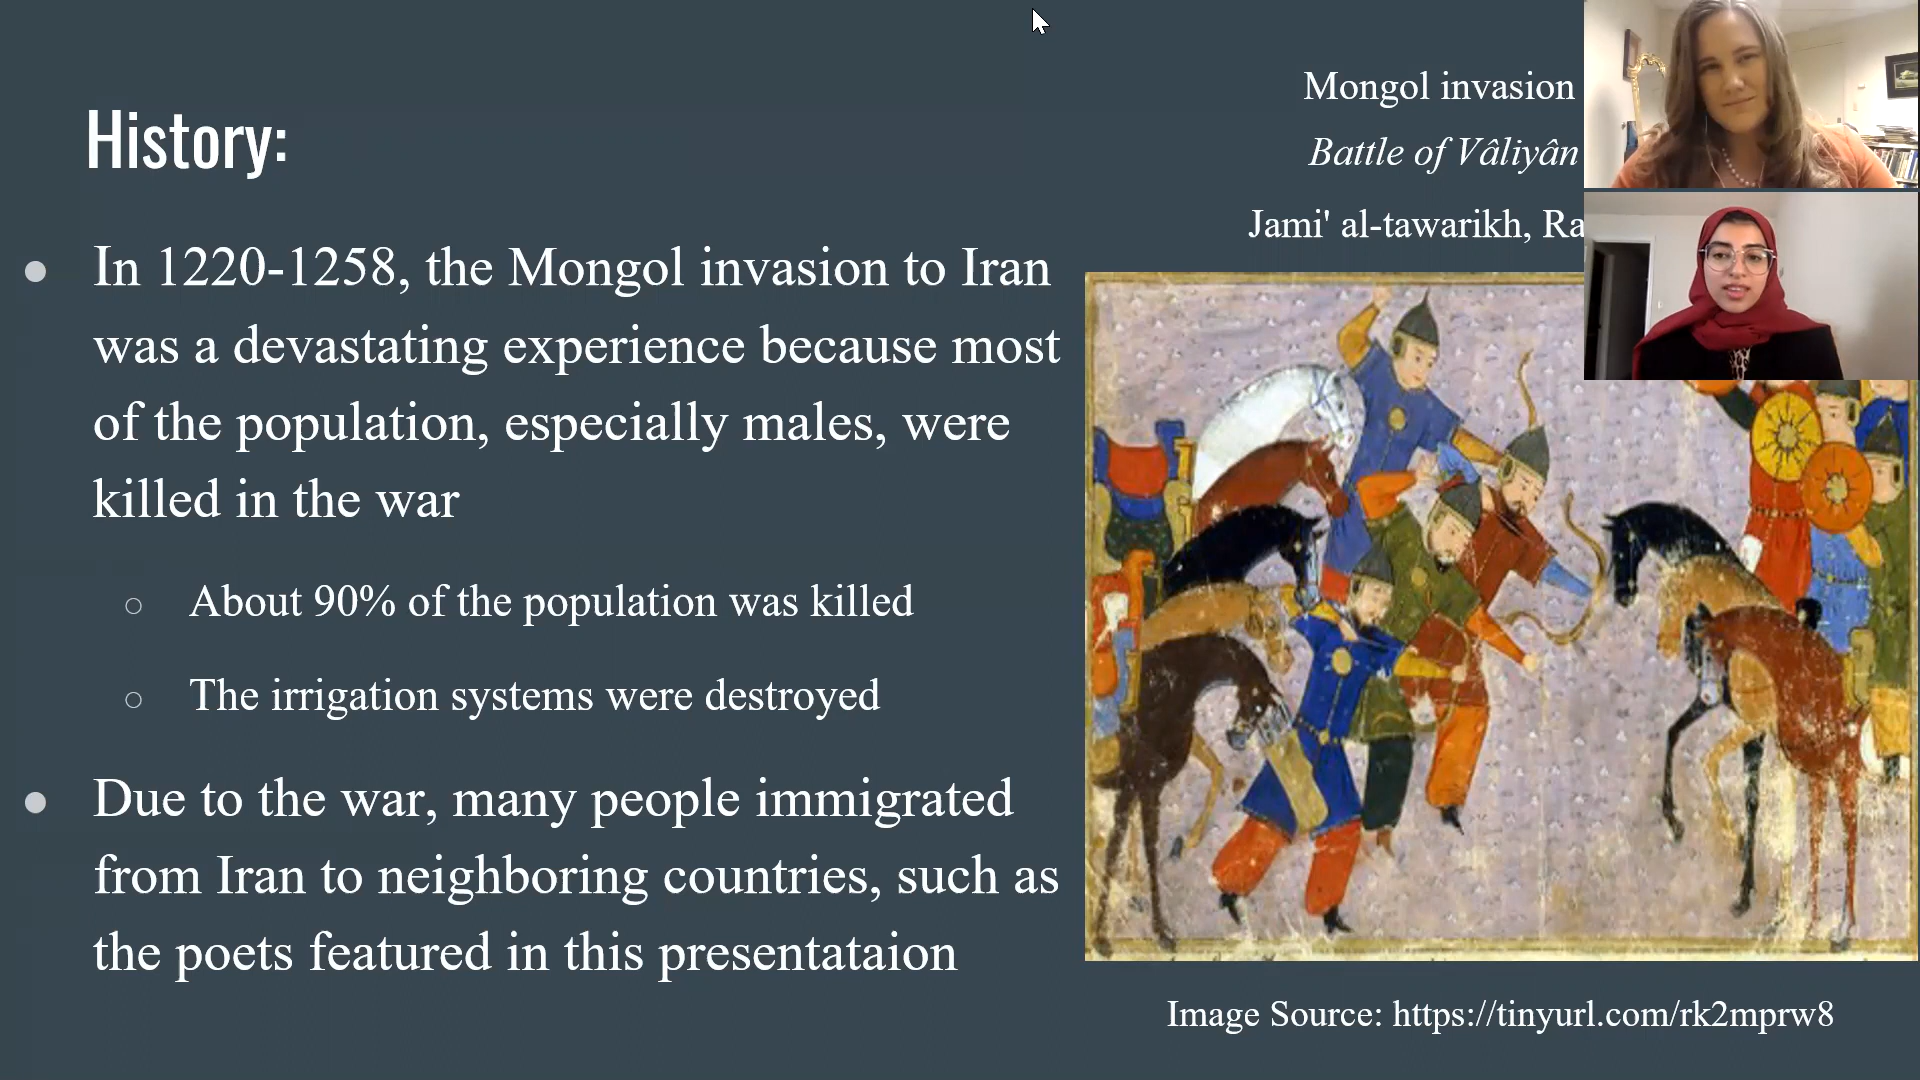 History:
In 1220-1258, the Mongol invasion to Iran
was a devastating experience because most
of the population, especially males, were
killed in the war
About 90% of the population was killed
The irrigation systems were destroyed
Due to the war, many people immigrated
from Iran to neighboring countries, such as
the poets featured in this presentataion
Mongol invasion
Battle of Vâliyân
Jami' al-tawarikh, Ra
Image Source: https://tinyurl.com/rk2mprw8